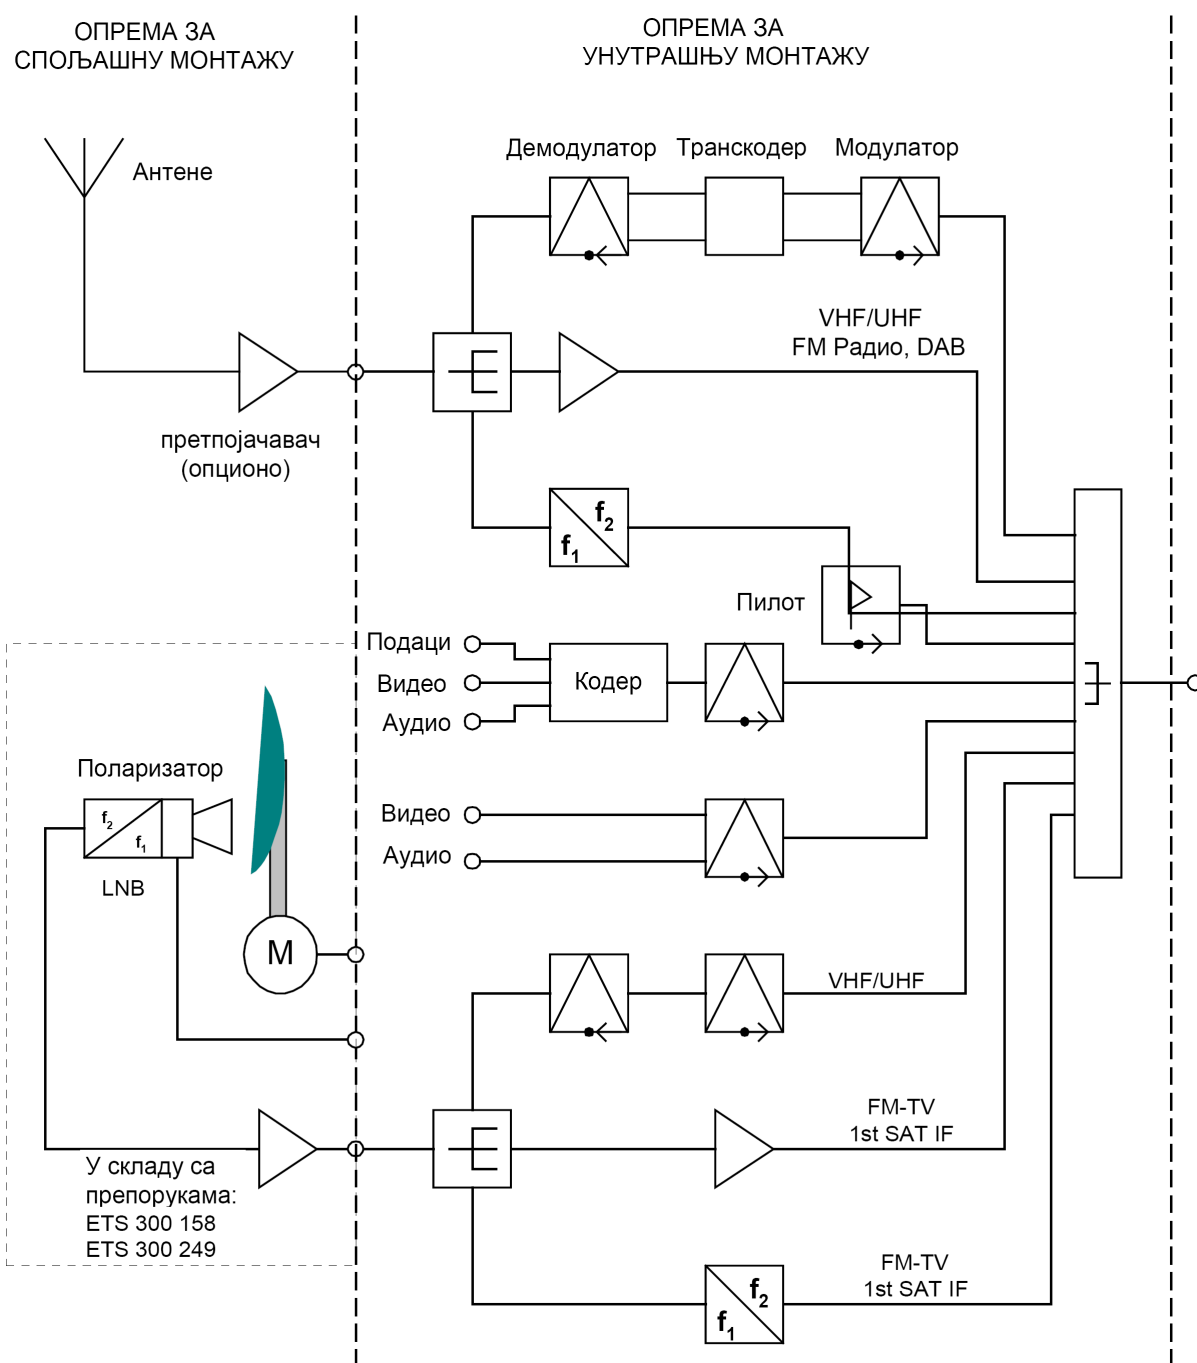 ОПРЕМА ЗА
СПОЉАШНУ МОНТАЖУ
ОПРЕМА ЗА
УНУТРАШЊУ МОНТАЖУ
Антене
Демодулатор
Транскодер
Модулатор
VHF/UHF
FM Радио, DAB
претпојачавач
(опционо)
f2
f1
Пилот
Подаци
Видео
Аудио
Кодер
Поларизатор
f2
f1
LNB
M
Видео
Аудио
VHF/UHF
FM-TV
1st SAT IF
У складу са
препорукама:
ETS 300 158
ETS 300 249
FM-TV
1st SAT IF
f2
f1